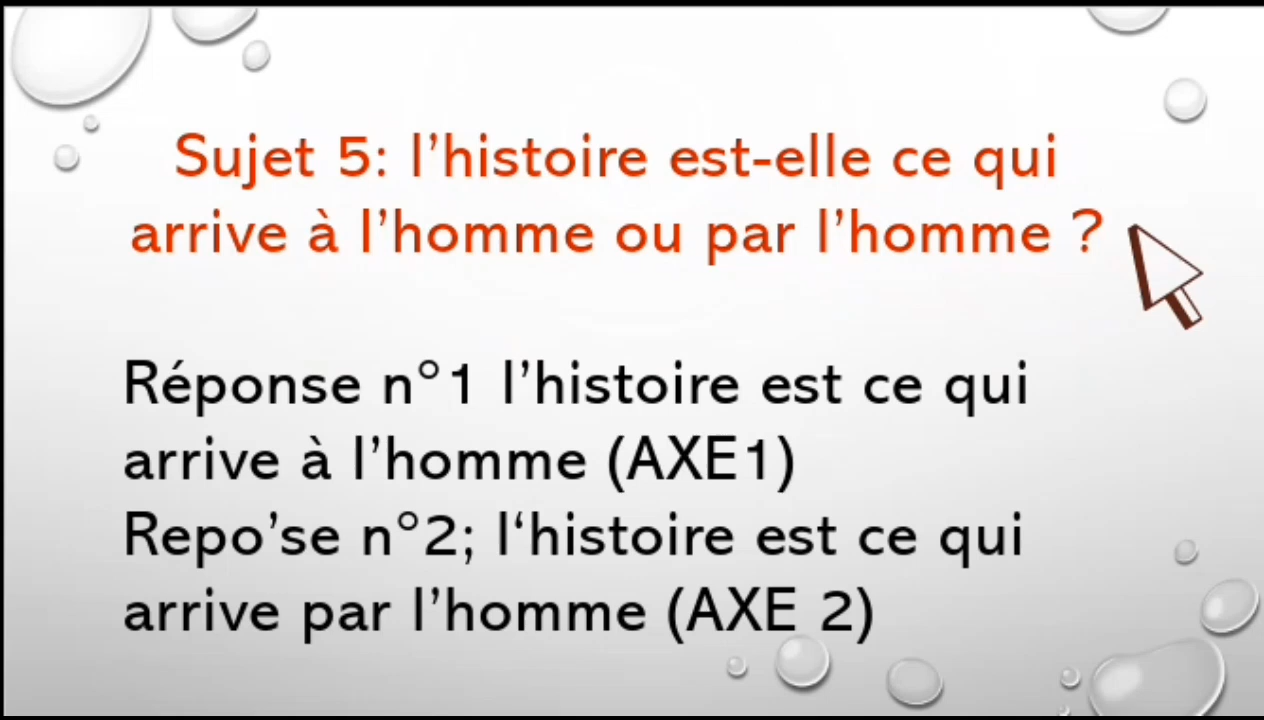 Sujet 5: l’histoire est-elle ce qui
arrive à l’homme ou par l’homme ?
Réponse n°1 l’histoire est ce qui
arrive à l’homme (AXE1)
Repo’se n°2; l‘histoire est ce qui
arrive par l’homme (AXE 2)